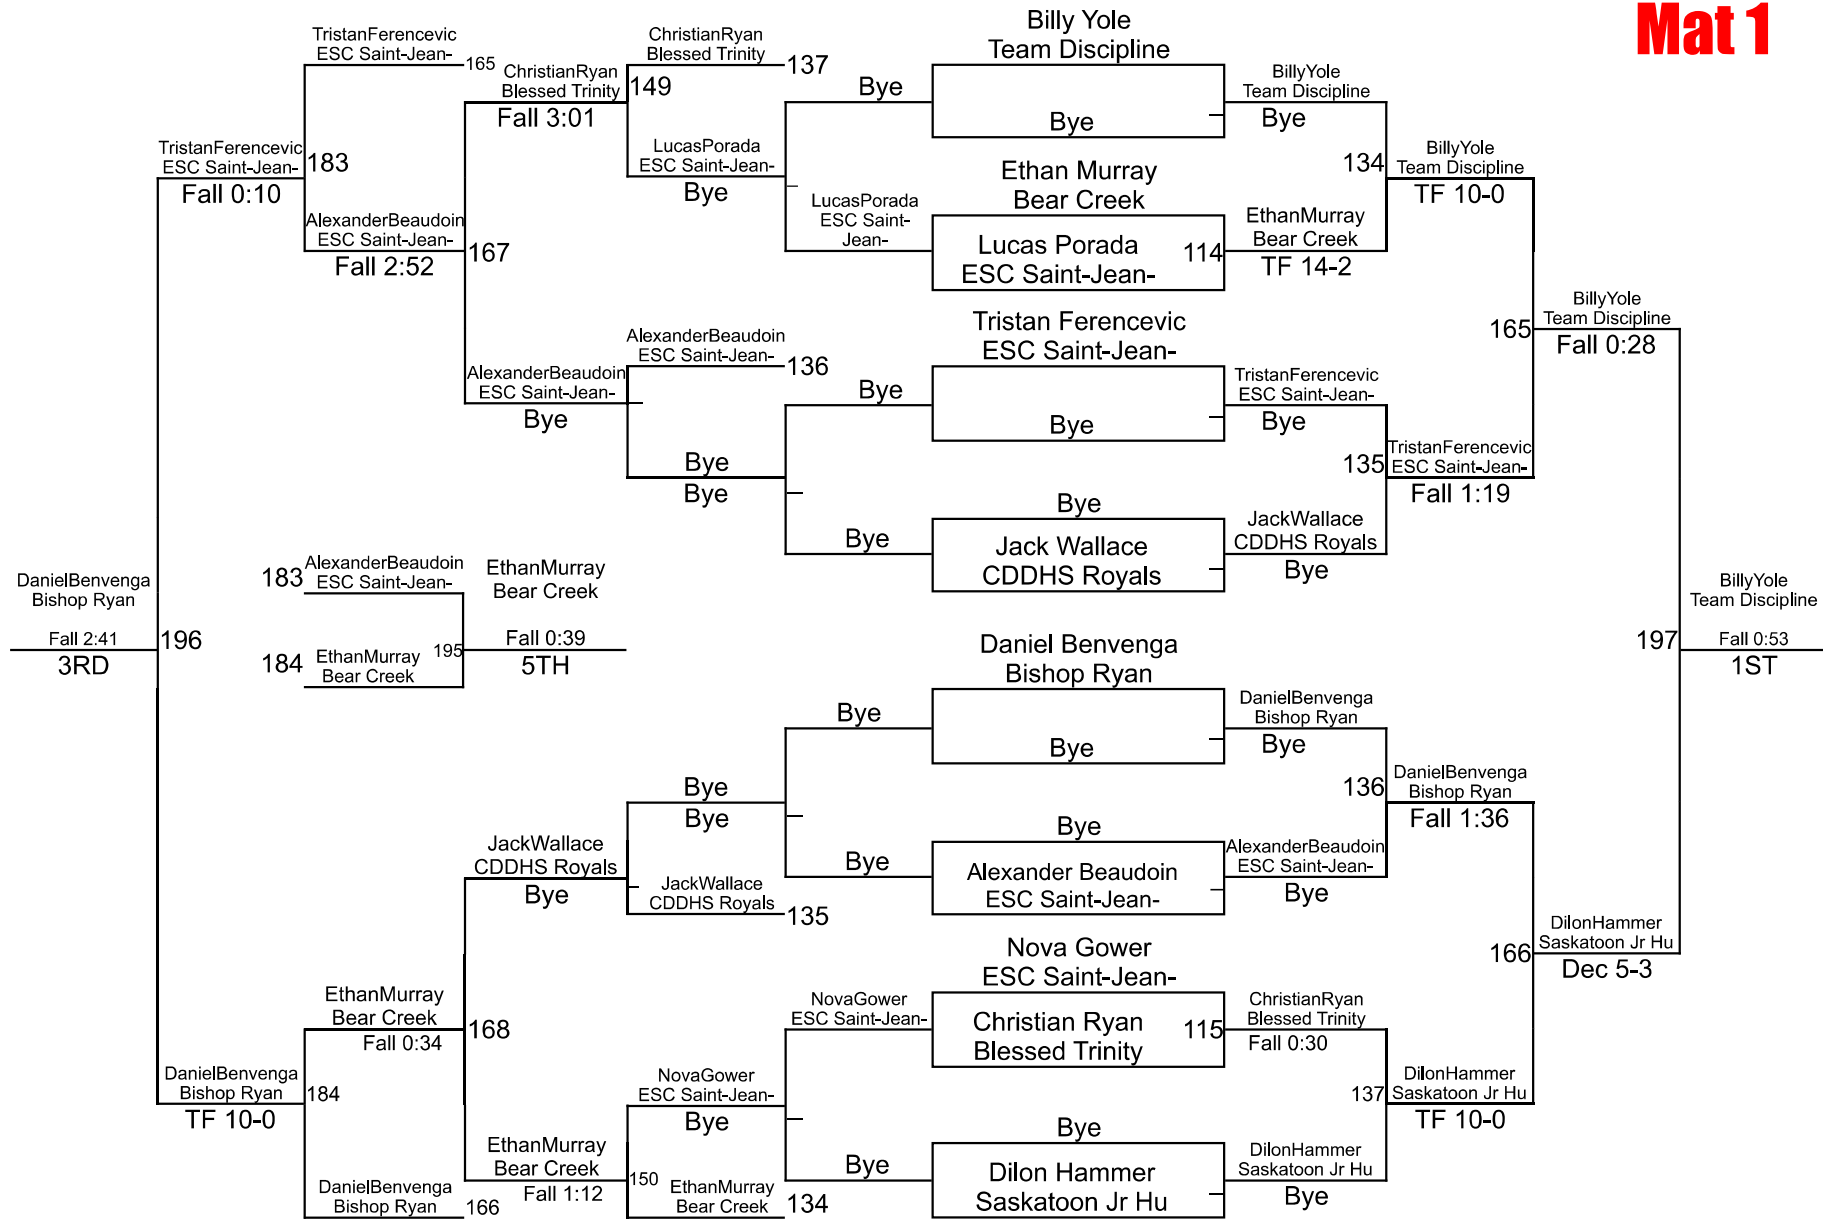 Mat 1
Billy Yole
Team Discipline
TristanFerencevic
ESC Saint-Jean-
165
ChristianRyan
Blessed Trinity
137
ChristianRyan
Blessed Trinity
149
Fall 3:01
Bye
Bye
BillyYole
Team Discipline
Bye
TristanFerencevic
ESC Saint-Jean-
183
Fall 0:10
LucasPorada
ESC Saint-Jean-
Bye
Ethan Murray
Bear Creek
134
BillyYole
Team Discipline
TF 10-0
AlexanderBeaudoin
ESC Saint-Jean-
167
Fall 2:52
LucasPorada
ESC Saint-
Jean-
Lucas Porada
ESC Saint-Jean-
114
EthanMurray
Bear Creek
TF 14-2
BillyYole
Team Discipline
165
Fall 0:28
Tristan Ferencevic
ESC Saint-Jean-
AlexanderBeaudoin
ESC Saint-Jean-
136
AlexanderBeaudoin
ESC Saint-Jean-
Bye
Bye
Bye
TristanFerencevic
ESC Saint-Jean-
Bye
Bye
Bye
135
TristanFerencevic
ESC Saint-Jean-
Fall 1:19
Bye
Bye
Jack Wallace
CDDHS Royals
JackWallace
CDDHS Royals
Bye
DanielBenvenga
Bishop Ryan
Fall 2:41
3RD
196
183
AlexanderBeaudoin
ESC Saint-Jean-
EthanMurray
Bear Creek
184
EthanMurray
Bear Creek
195
Fall 0:39
5TH
197
BillyYole
Team Discipline
Fall 0:53
1ST
Daniel Benvenga
Bishop Ryan
Bye
Bye
DanielBenvenga
Bishop Ryan
Bye
Bye
Bye
136
DanielBenvenga
Bishop Ryan
Fall 1:36
JackWallace
CDDHS Royals
Bye
JackWallace
CDDHS Royals
135
Bye
Bye
Alexander Beaudoin
ESC Saint-Jean-
AlexanderBeaudoin
ESC Saint-Jean-
Bye
166
DilonHammer
Saskatoon Jr Hu
Dec 5-3
Nova Gower
ESC Saint-Jean-
EthanMurray
Bear Creek
168
Fall 0:34
NovaGower
ESC Saint-Jean-
Christian Ryan
Blessed Trinity
115
ChristianRyan
Blessed Trinity
Fall 0:30
DanielBenvenga
Bishop Ryan
184
TF 10-0
NovaGower
ESC Saint-Jean-
Bye
137
DilonHammer
Saskatoon Jr Hu
TF 10-0
EthanMurray
Bear Creek
150
Fall 1:12
Bye
Bye
Dilon Hammer
Saskatoon Jr Hu
DilonHammer
Saskatoon Jr Hu
Bye
DanielBenvenga
Bishop Ryan
166
EthanMurray
Bear Creek
134